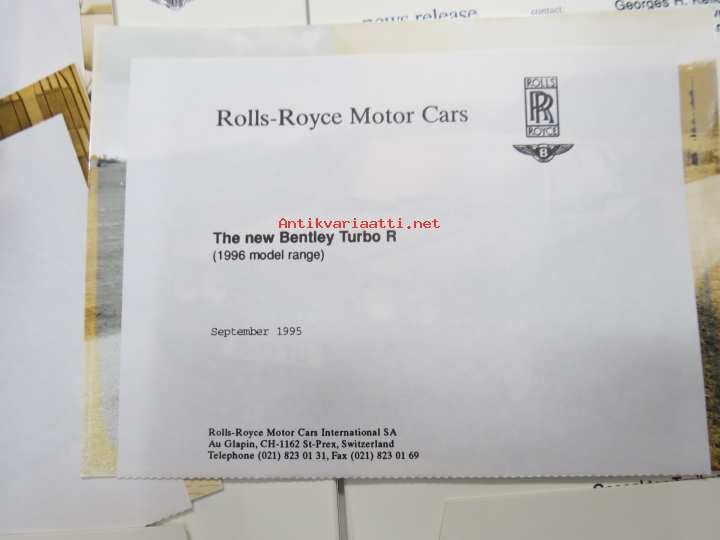 news release
contact:
Georges R. Keller
Rolls-Royce Motor Cars
ROLLS
RR
ROYCE
B
Antikvariaatti.net
The new Bentley Turbo R
(1996 model range)
September 1995
Rolls-Royce Motor Cars International SA
Au Glapin, CH-1162 St-Prex, Switzerland
Telephone (021) 823 01 31, Fax (021) 823 01 69